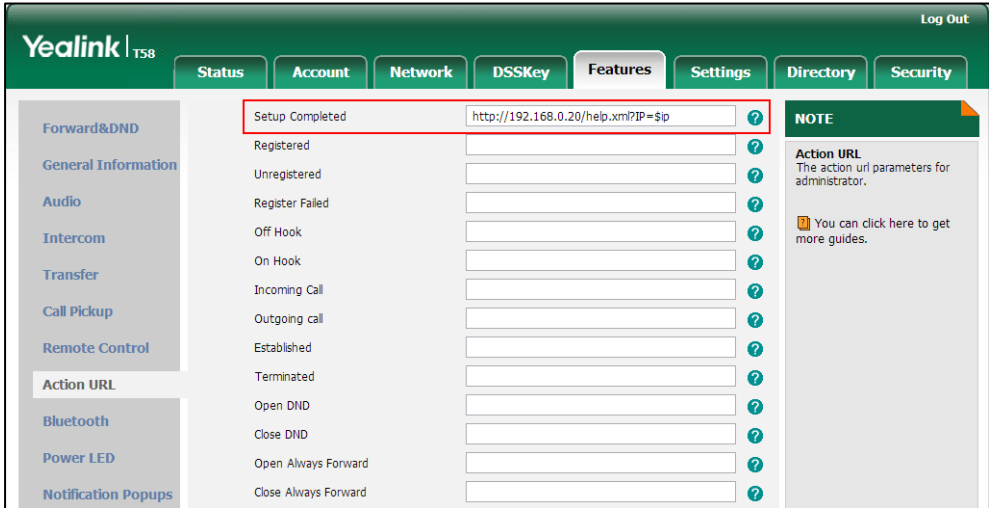 Log Out
Yealink T58
Status Account Network DSSKey Features Settings Directory Security
Forward&DND
General Information
Audio
Intercom
Transfer
Call Pickup
Remote Control
Action URL
Bluetooth
Power LED
Notification Popups
Setup Completed http://192.168.0.20/help.xml?IP=$ip ?
Registered ?
Unregistered ?
Register Failed ?
Off Hook ?
On Hook ?
Incoming Call ?
Outgoing call ?
Established ?
Terminated ?
Open DND ?
Close DND ?
Open Always Forward ?
Close Always Forward ?
NOTE
Action URL
The action url parameters for
administrator.
? You can click here to get
more guides.